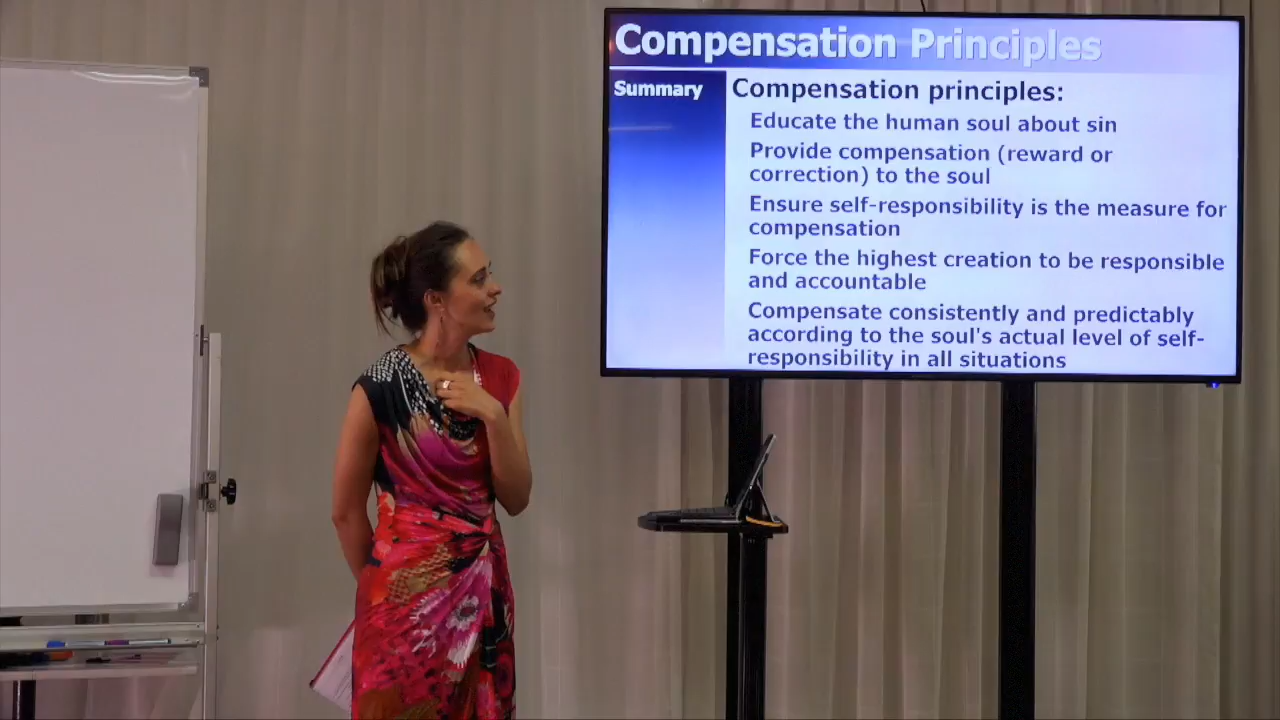 Compensation Principles
Summary
Compensation principles:
Educate the human soul about sin
Provide compensation (reward or
correction) to the soul
Ensure self-responsibility is the measure for
compensation
Force the highest creation to be responsible
and accountable
Compensate consistently and predictably
according to the soul's actual level of self-
responsibility in all situations